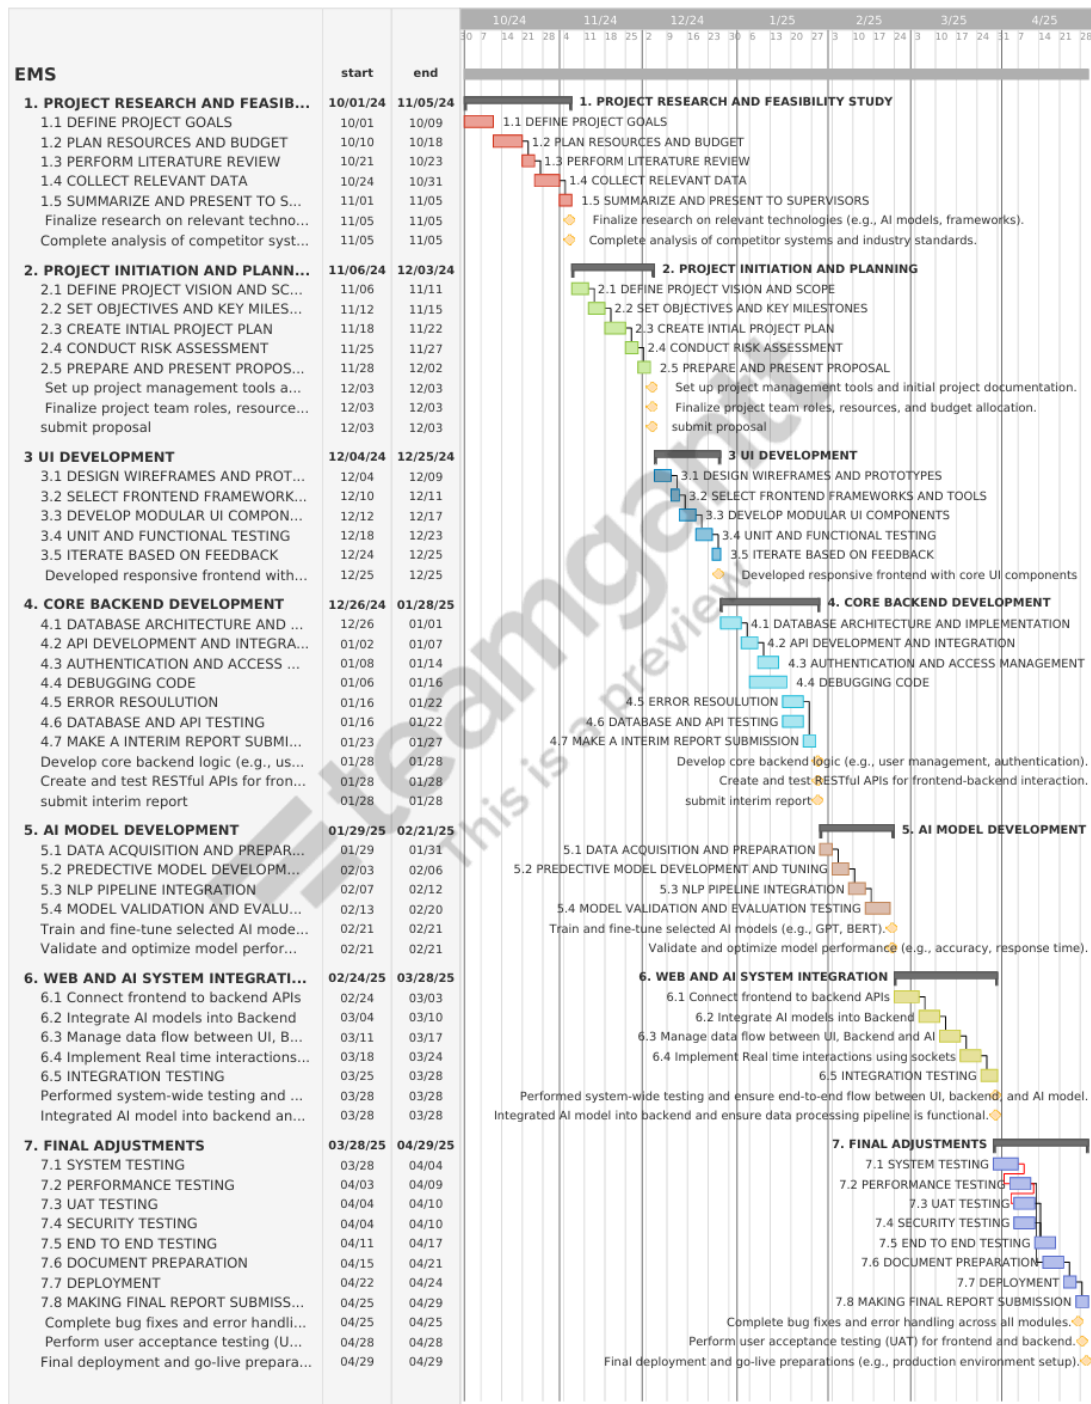 10/24 11/24 12/24 1/25 2/25 3/25 4/25
30 7 14 21 28 4 11 18 25 2 9 16 23 30 6 13 20 27 3 10 17 24 3 10 17 24 31 7 14 21 28
EMS start end
1. PROJECT RESEARCH AND FEASIB... 10/01/24 11/05/24 1. PROJECT RESEARCH AND FEASIBILITY STUDY
1.1 DEFINE PROJECT GOALS 10/01 10/09 1.1 DEFINE PROJECT GOALS
1.2 PLAN RESOURCES AND BUDGET 10/10 10/18 1.2 PLAN RESOURCES AND BUDGET
1.3 PERFORM LITERATURE REVIEW 10/21 10/23 1.3 PERFORM LITERATURE REVIEW
1.4 COLLECT RELEVANT DATA 10/24 10/31 1.4 COLLECT RELEVANT DATA
1.5 SUMMARIZE AND PRESENT TO S... 11/01 11/05 1.5 SUMMARIZE AND PRESENT TO SUPERVISORS
Finalize research on relevant techno... 11/05 11/05 Finalize research on relevant technologies (e.g., AI models, frameworks).
Complete analysis of competitor syst... 11/05 11/05 Complete analysis of competitor systems and industry standards.
2. PROJECT INITIATION AND PLANN... 11/06/24 12/03/24 2. PROJECT INITIATION AND PLANNING
2.1 DEFINE PROJECT VISION AND SC... 11/06 11/11 2.1 DEFINE PROJECT VISION AND SCOPE
2.2 SET OBJECTIVES AND KEY MILES... 11/12 11/15 2.2 SET OBJECTIVES AND KEY MILESTONES
2.3 CREATE INTIAL PROJECT PLAN 11/18 11/22 2.3 CREATE INTIAL PROJECT PLAN
2.4 CONDUCT RISK ASSESSMENT 11/25 11/27 2.4 CONDUCT RISK ASSESSMENT
2.5 PREPARE AND PRESENT PROPOS... 11/28 12/02 2.5 PREPARE AND PRESENT PROPOSAL
Set up project management tools a... 12/03 12/03 Set up project management tools and initial project documentation.
Finalize project team roles, resource... 12/03 12/03 Finalize project team roles, resources, and budget allocation.
submit proposal 12/03 12/03 submit proposal
3 UI DEVELOPMENT 12/04/24 12/25/24 3 UI DEVELOPMENT
3.1 DESIGN WIREFRAMES AND PROT... 12/04 12/09 3.1 DESIGN WIREFRAMES AND PROTOTYPES
3.2 SELECT FRONTEND FRAMEWORK... 12/10 12/11 3.2 SELECT FRONTEND FRAMEWORKS AND TOOLS
3.3 DEVELOP MODULAR UI COMPON... 12/12 12/17 3.3 DEVELOP MODULAR UI COMPONENTS
3.4 UNIT AND FUNCTIONAL TESTING 12/18 12/23 3.4 UNIT AND FUNCTIONAL TESTING
3.5 ITERATE BASED ON FEEDBACK 12/24 12/25 3.5 ITERATE BASED ON FEEDBACK
Developed responsive frontend with... 12/25 12/25 Developed responsive frontend with core UI components
4. CORE BACKEND DEVELOPMENT 12/26/24 01/28/25 4. CORE BACKEND DEVELOPMENT
4.1 DATABASE ARCHITECTURE AND ... 12/26 01/01 4.1 DATABASE ARCHITECTURE AND IMPLEMENTATION
4.2 API DEVELOPMENT AND INTEGRA... 01/02 01/07 4.2 API DEVELOPMENT AND INTEGRATION
4.3 AUTHENTICATION AND ACCESS ... 01/08 01/14 4.3 AUTHENTICATION AND ACCESS MANAGEMENT
4.4 DEBUGGING CODE 01/06 01/16 4.4 DEBUGGING CODE
4.5 ERROR RESOULUTION 01/16 01/22 4.5 ERROR RESOULUTION
4.6 DATABASE AND API TESTING 01/16 01/22 4.6 DATABASE AND API TESTING
4.7 MAKE A INTERIM REPORT SUBMI... 01/23 01/27 4.7 MAKE A INTERIM REPORT SUBMISSION
Develop core backend logic (e.g., us... 01/28 01/28 Develop core backend logic (e.g., user management, authentication).
Create and test RESTful APIs for fron... 01/28 01/28 Create and test RESTful APIs for frontend-backend interaction.
submit interim report 01/28 01/28 submit interim report
5. AI MODEL DEVELOPMENT 01/29/25 02/21/25 5. AI MODEL DEVELOPMENT
5.1 DATA ACQUISITION AND PREPAR... 01/29 01/31 5.1 DATA ACQUISITION AND PREPARATION
5.2 PREDECTIVE MODEL DEVELOPM... 02/03 02/06 5.2 PREDECTIVE MODEL DEVELOPMENT AND TUNING
5.3 NLP PIPELINE INTEGRATION 02/07 02/12 5.3 NLP PIPELINE INTEGRATION
5.4 MODEL VALIDATION AND EVALU... 02/13 02/20 5.4 MODEL VALIDATION AND EVALUATION TESTING
Train and fine-tune selected AI mode... 02/21 02/21 Train and fine-tune selected AI models (e.g., GPT, BERT).
Validate and optimize model perfor... 02/21 02/21 Validate and optimize model performance (e.g., accuracy, response time).
6. WEB AND AI SYSTEM INTEGRATI... 02/24/25 03/28/25 6. WEB AND AI SYSTEM INTEGRATION
6.1 Connect frontend to backend APIs 02/24 03/03 6.1 Connect frontend to backend APIs
6.2 Integrate AI models into Backend 03/04 03/10 6.2 Integrate AI models into Backend
6.3 Manage data flow between UI, B... 03/11 03/17 6.3 Manage data flow between UI, Backend and AI
6.4 Implement Real time interactions... 03/18 03/24 6.4 Implement Real time interactions using sockets
6.5 INTEGRATION TESTING 03/25 03/28 6.5 INTEGRATION TESTING
Performed system-wide testing and ... 03/28 03/28 Performed system-wide testing and ensure end-to-end flow between UI, backend, and AI model.
Integrated AI model into backend an... 03/28 03/28 Integrated AI model into backend and ensure data processing pipeline is functional.
7. FINAL ADJUSTMENTS 03/28/25 04/29/25 7. FINAL ADJUSTMENTS
7.1 SYSTEM TESTING 03/28 04/04 7.1 SYSTEM TESTING
7.2 PERFORMANCE TESTING 04/03 04/09 7.2 PERFORMANCE TESTING
7.3 UAT TESTING 04/04 04/10 7.3 UAT TESTING
7.4 SECURITY TESTING 04/04 04/10 7.4 SECURITY TESTING
7.5 END TO END TESTING 04/11 04/17 7.5 END TO END TESTING
7.6 DOCUMENT PREPARATION 04/15 04/21 7.6 DOCUMENT PREPARATION
7.7 DEPLOYMENT 04/22 04/24 7.7 DEPLOYMENT
7.8 MAKING FINAL REPORT SUBMISS... 04/25 04/29 7.8 MAKING FINAL REPORT SUBMISSION
Complete bug fixes and error handli... 04/25 04/25 Complete bug fixes and error handling across all modules.
Perform user acceptance testing (U... 04/28 04/28 Perform user acceptance testing (UAT) for frontend and backend.
Final deployment and go-live prepara... 04/29 04/29 Final deployment and go-live preparations (e.g., production environment setup).
teamgantt
This is a preview